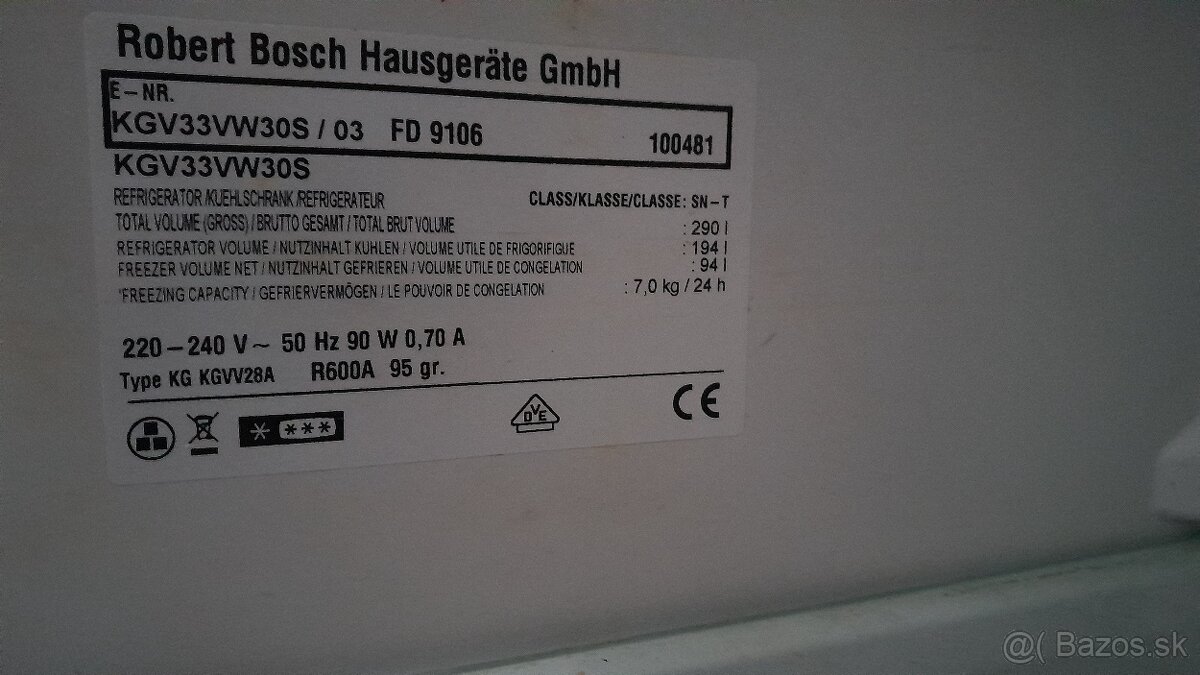 Robert Bosch Hausgeräte GmbH
E-NR.
KGV33VW30S / 03 FD 9106 100481
KGV33VW30S
REFRIGERATOR/KUEHLSCHRANK/REFRIGERATEUR CLASS/KLASSE/CLASSE: SN-T
TOTAL VOLUME (GROSS) / BRUTTO GESAMT / TOTAL BRUT VOLUME : 290 l
REFRIGERATOR VOLUME / NUTZINHALT KUHLEN / VOLUME UTILE DE FRIGORIFIGUE : 194 l
FREEZER VOLUME NET / NUTZINHALT GEFRIEREN / VOLUME UTILE DE CONGELATION : 94 l
*FREEZING CAPACITY / GEFRIERVERMÖGEN / LE POUVOIR DE CONGELATION : 7,0 kg / 24 h
220-240 V~ 50 Hz 90 W 0,70 A
Type KG KGVV28A R600A 95 gr.
DVE
CE
@( Bazos.sk